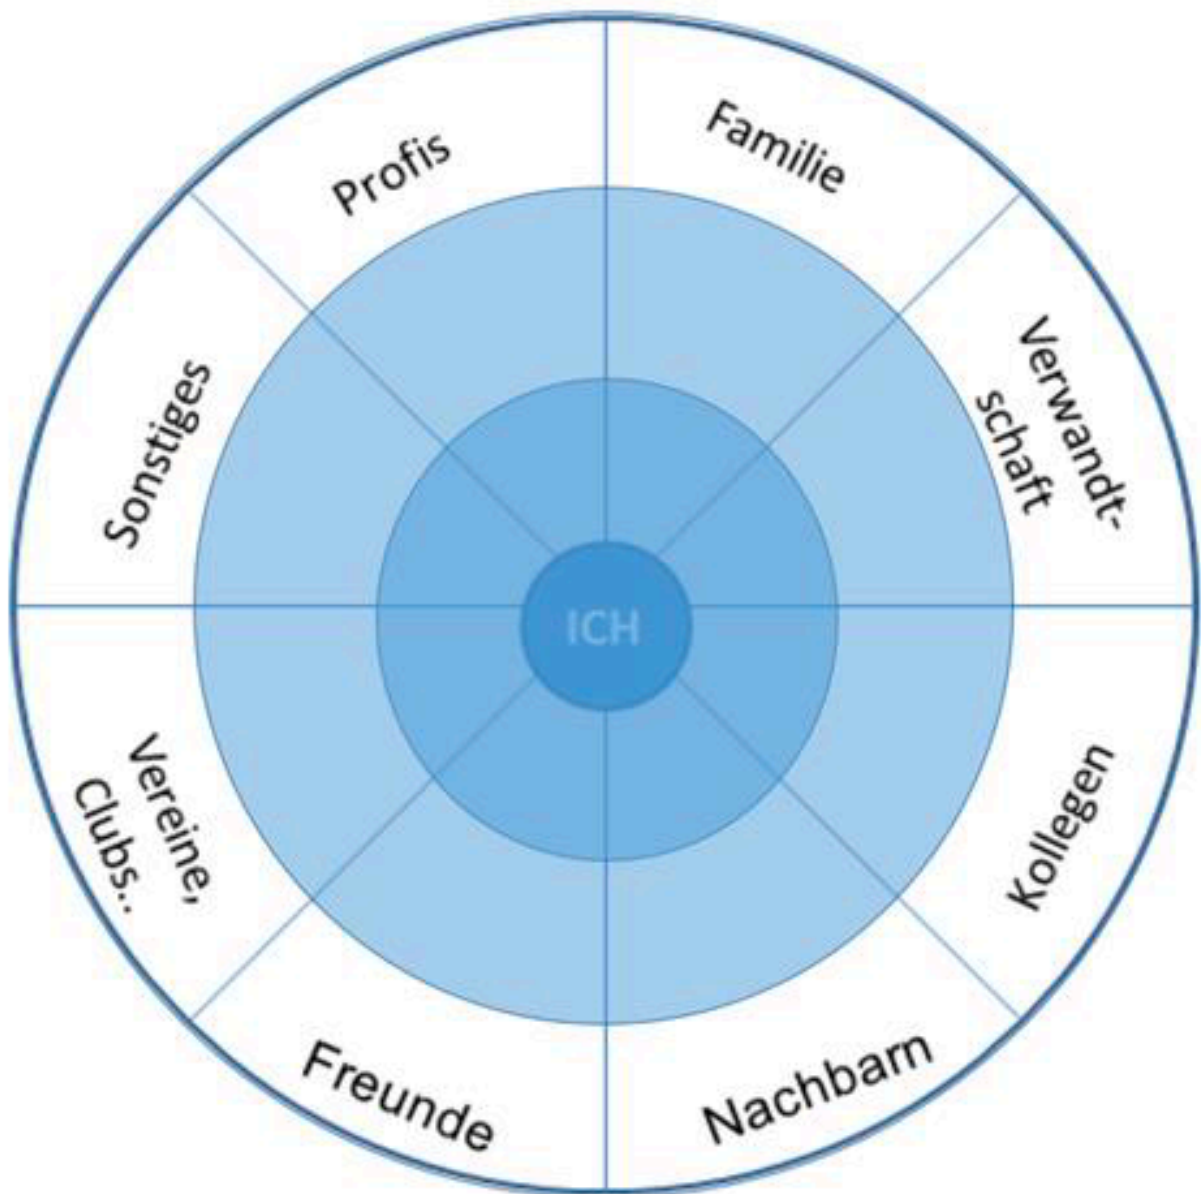 Profis
Familie
Sonstiges
Verwandt-
schaft
ICH
Vereine,
Clubs..
Kollegen
Freunde
Nachbarn